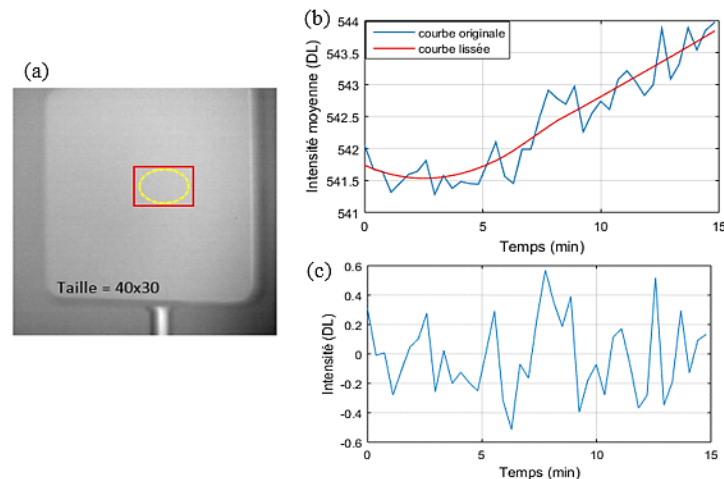 (a)
Taille = 40x30
(b)
544
543.5
543
542.5
542
541.5
541
Intensité moyenne (DL)
courbe originale
courbe lissée
0
5
10
15
Temps (min)
(c)
0.6
0.4
0.2
0
-0.2
-0.4
-0.6
Intensité (DL)
0
5
10
15
Temps (min)